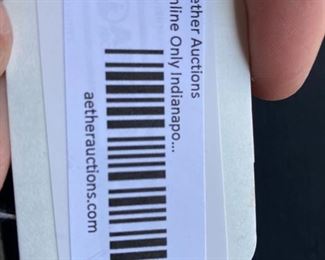 ether Auctions
nline Only Indianapo...
aetherauctions.com